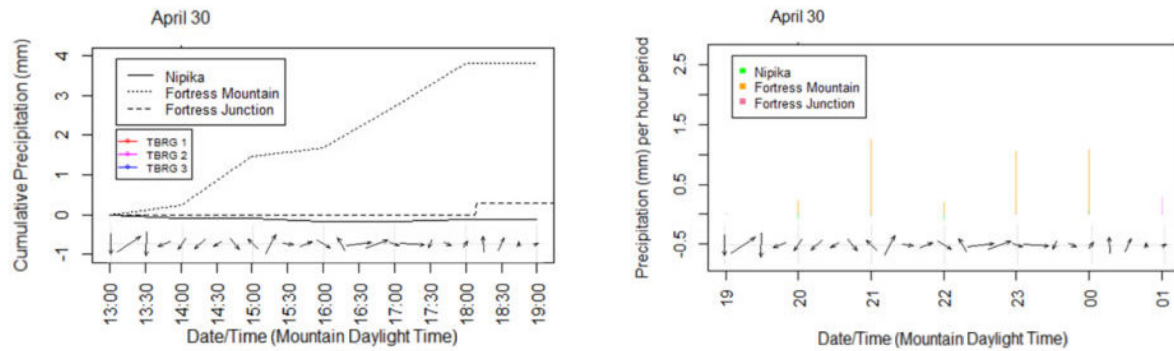 April 30
Cumulative Precipitation (mm)
4
3
2
1
0
-1
Nipika
Fortress Mountain
Fortress Junction
TBRG 1
TBRG 2
TBRG 3
13:00
13:30
14:00
14:30
15:00
15:30
16:00
16:30
17:00
17:30
18:00
18:30
19:00
Date/Time (Mountain Daylight Time)
April 30
Precipitation (mm) per hour period
2.5
1.5
0.5
-0.5
Nipika
Fortress Mountain
Fortress Junction
19
20
21
22
23
00
01
Date/Time (Mountain Daylight Time)